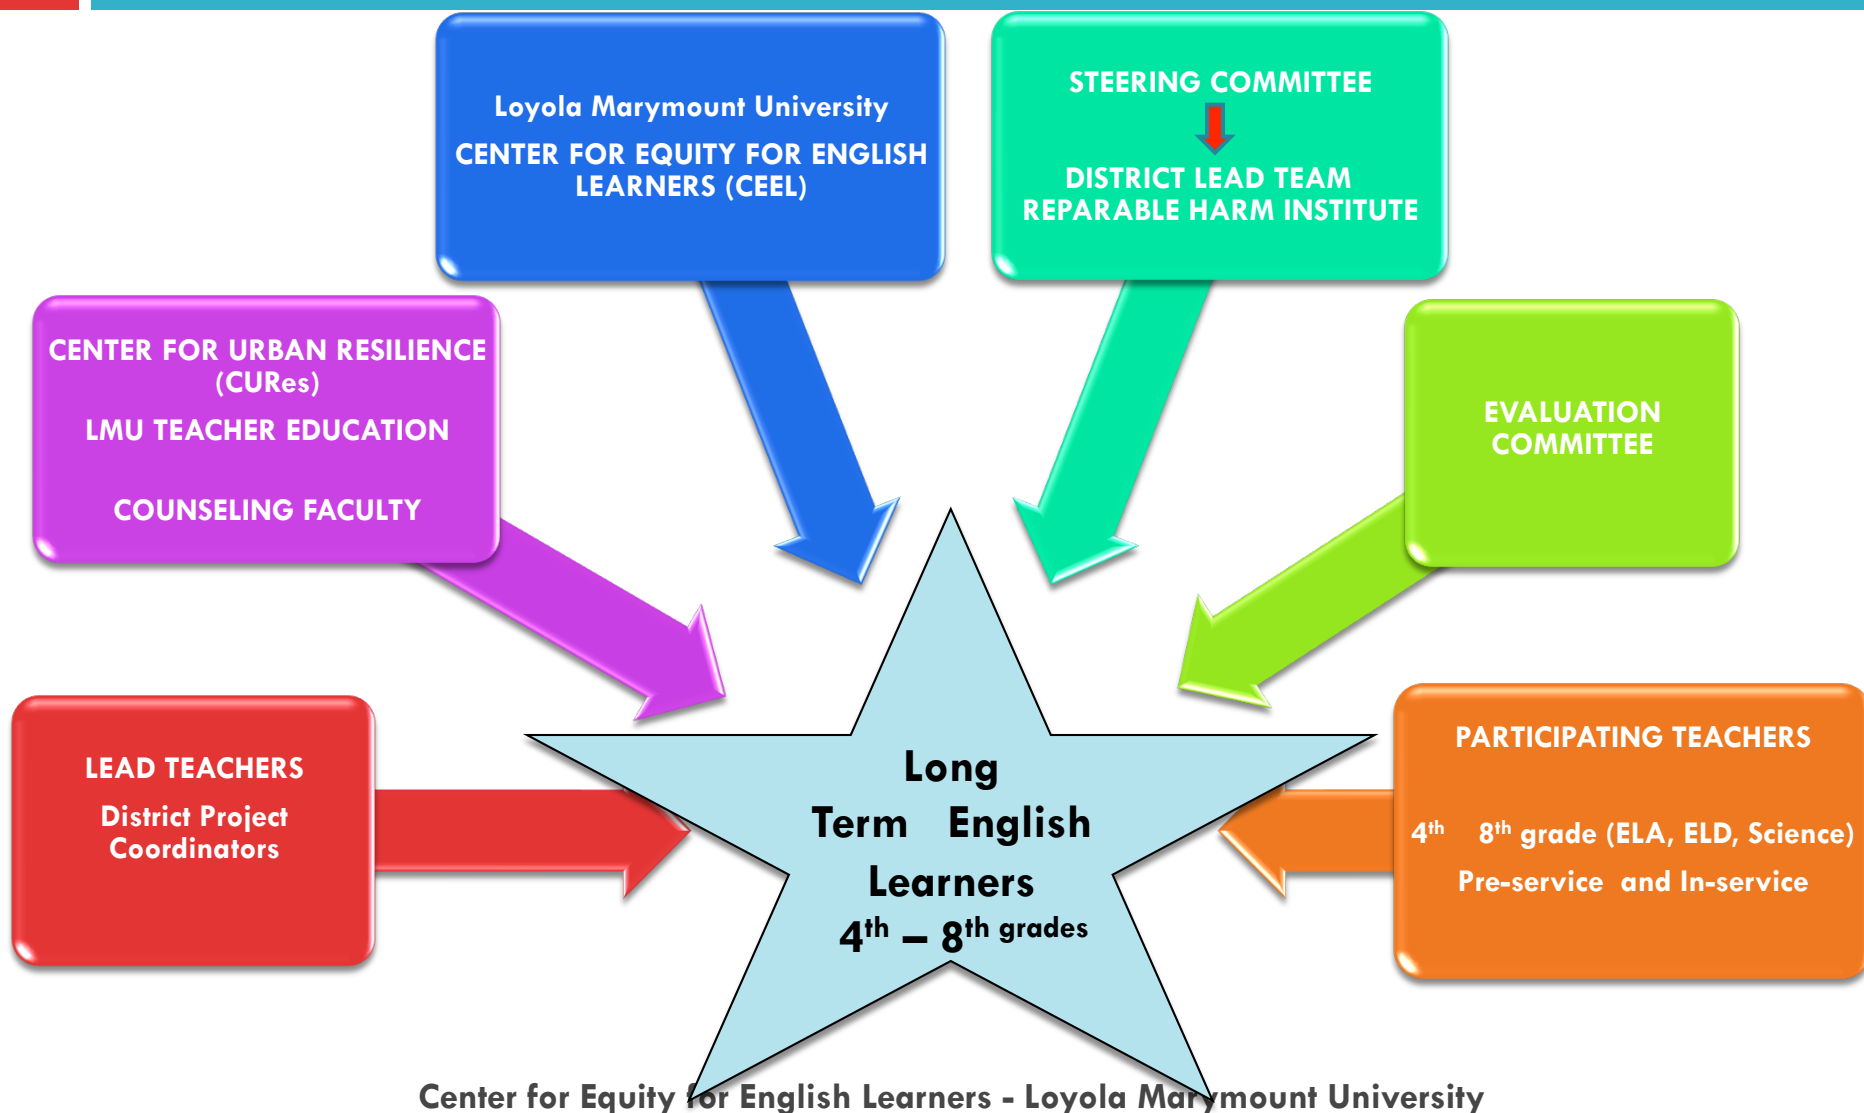 Loyola Marymount University
CENTER FOR EQUITY FOR ENGLISH
LEARNERS (CEEL)
STEERING COMMITTEE
DISTRICT LEAD TEAM
REPARABLE HARM INSTITUTE
CENTER FOR URBAN RESILIENCE
(CURes)
LMU TEACHER EDUCATION
COUNSELING FACULTY
EVALUATION
COMMITTEE
LEAD TEACHERS
District Project
Coordinators
Long
Term English
Learners
4th – 8th grades
PARTICIPATING TEACHERS
4th 8th grade (ELA, ELD, Science)
Pre-service and In-service
Center for Equity for English Learners - Loyola Marymount University